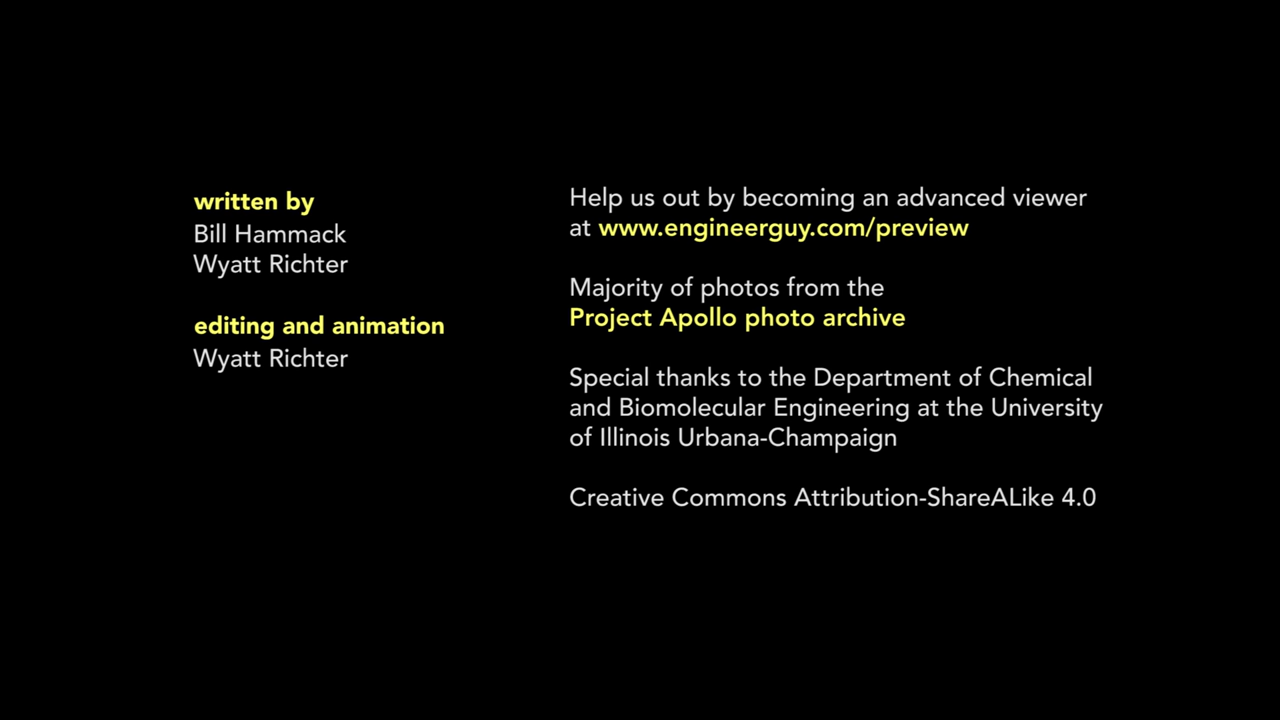 written by
Bill Hammack
Wyatt Richter
editing and animation
Wyatt Richter
Help us out by becoming an advanced viewer
at www.engineerguy.com/preview
Majority of photos from the
Project Apollo photo archive
Special thanks to the Department of Chemical
and Biomolecular Engineering at the University
of Illinois Urbana-Champaign
Creative Commons Attribution-ShareALike 4.0